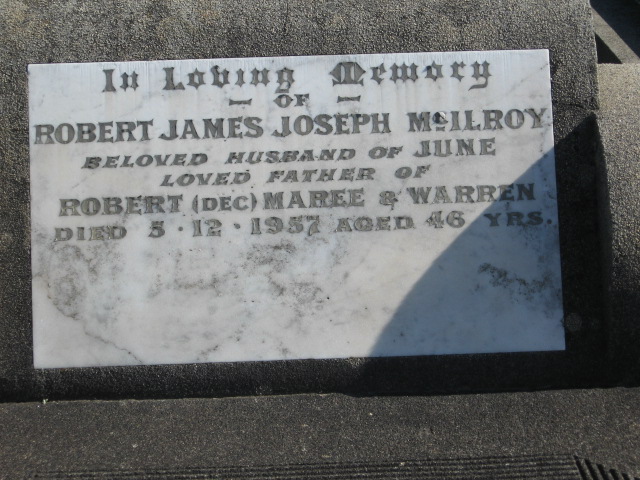 In Loving Memory
— OF —
ROBERT JAMES JOSEPH McILROY
BELOVED HUSBAND OF JUNE
LOVED FATHER OF
ROBERT (DEC) MAREE & WARREN
DIED 5·12·1957 AGED 46 YRS.